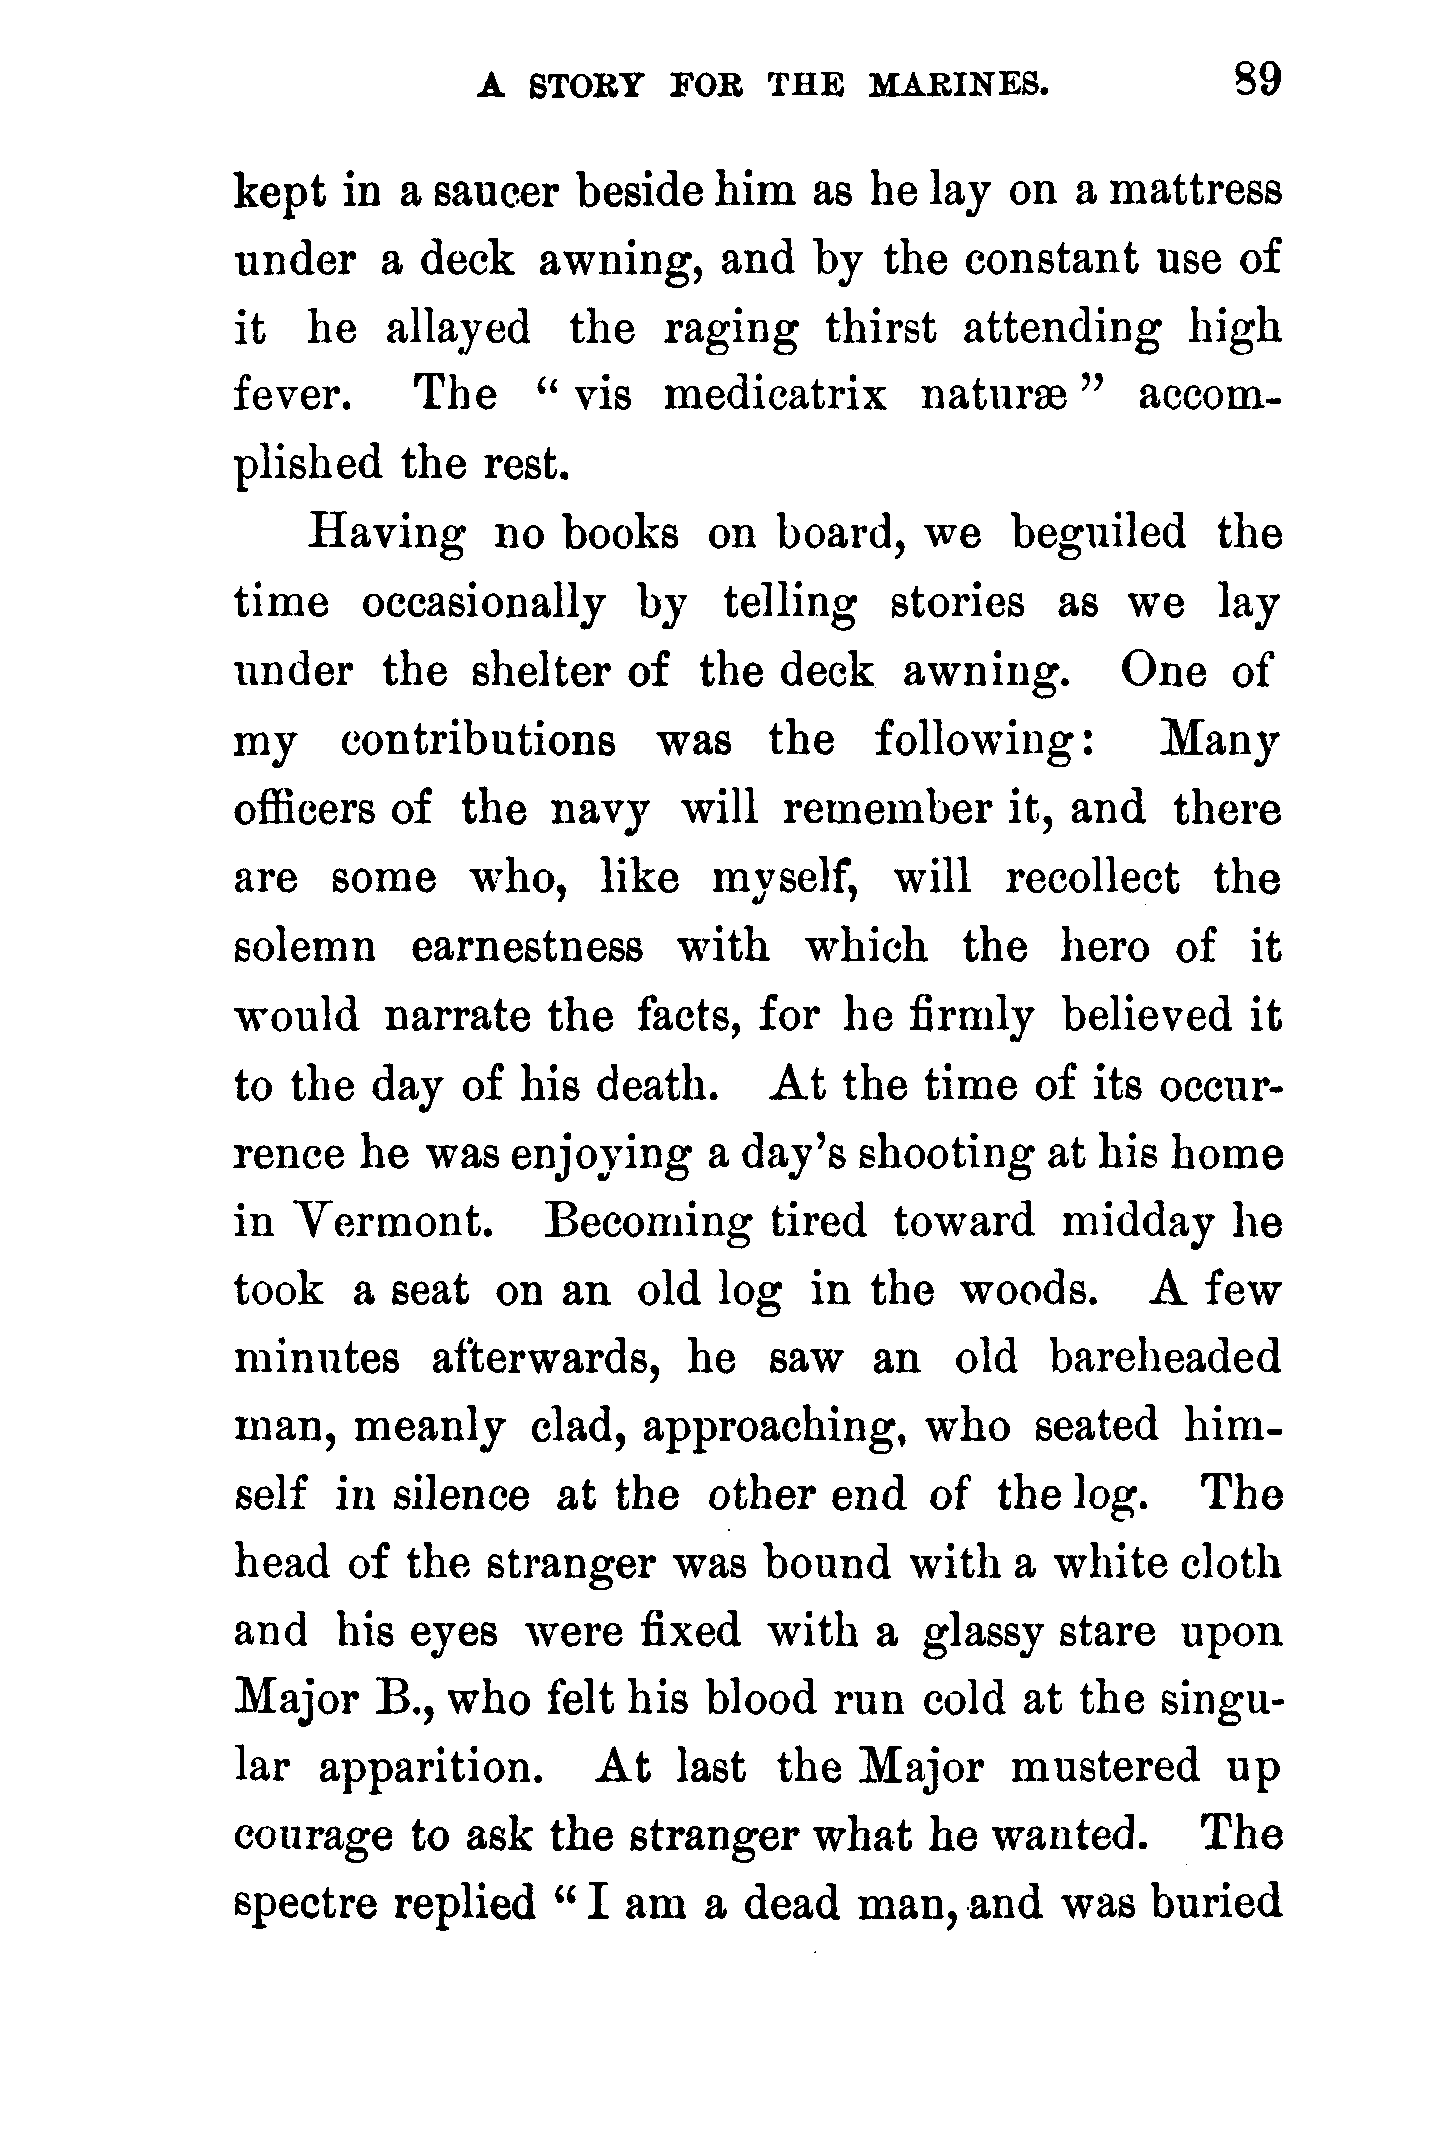 A STORY FOR THE MARINES. 89
kept in a saucer beside him as he lay on a mattress
under a deck awning, and by the constant use of
it he allayed the raging thirst attending high
fever. The “ vis medicatrix naturæ ” accom-
plished the rest.
Having no books on board, we beguiled the
time occasionally by telling stories as we lay
under the shelter of the deck awning. One of
my contributions was the following: Many
officers of the navy will remember it, and there
are some who, like myself, will recollect the
solemn earnestness with which the hero of it
would narrate the facts, for he firmly believed it
to the day of his death. At the time of its occur-
rence he was enjoying a day’s shooting at his home
in Vermont. Becoming tired toward midday he
took a seat on an old log in the woods. A few
minutes afterwards, he saw an old bareheaded
man, meanly clad, approaching, who seated him-
self in silence at the other end of the log. The
head of the stranger was bound with a white cloth
and his eyes were fixed with a glassy stare upon
Major B., who felt his blood run cold at the singu-
lar apparition. At last the Major mustered up
courage to ask the stranger what he wanted. The
spectre replied “ I am a dead man, and was buried